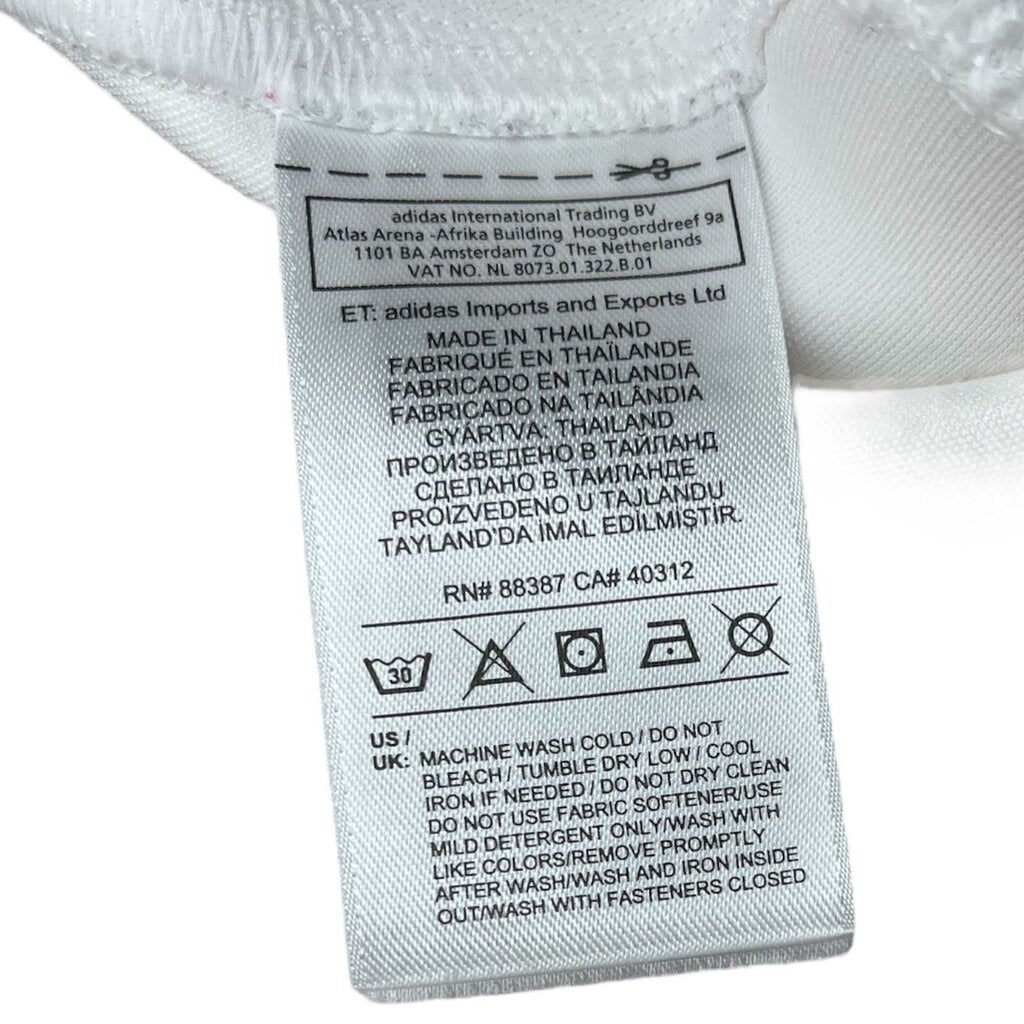 adidas International Trading BV
Atlas Arena -Afrika Building Hoogoorddreef 9a
1101 BA Amsterdam ZO The Netherlands
VAT NO. NL 8073.01.322.B.01
ET: adidas Imports and Exports Ltd
MADE IN THAILAND
FABRIQUÉ EN THAÏLANDE
FABRICADO EN TAILANDIA
FABRICADO NA TAILÂNDIA
GYÁRTVA: THAILAND
ПРОИЗВЕДЕНО В ТАЙЛАНД
СДЕЛАНО В ТАИЛАНДЕ
PROIZVEDENO U TAJLANDU
TAYLAND'DA İMAL EDİLMİŞTİR.
RN# 88387 CA# 40312
30
US /
UK: MACHINE WASH COLD / DO NOT
BLEACH / TUMBLE DRY LOW / COOL
IRON IF NEEDED / DO NOT DRY CLEAN
DO NOT USE FABRIC SOFTENER/USE
MILD DETERGENT ONLY/WASH WITH
LIKE COLORS/REMOVE PROMPTLY
AFTER WASH/WASH AND IRON INSIDE
OUT/WASH WITH FASTENERS CLOSED